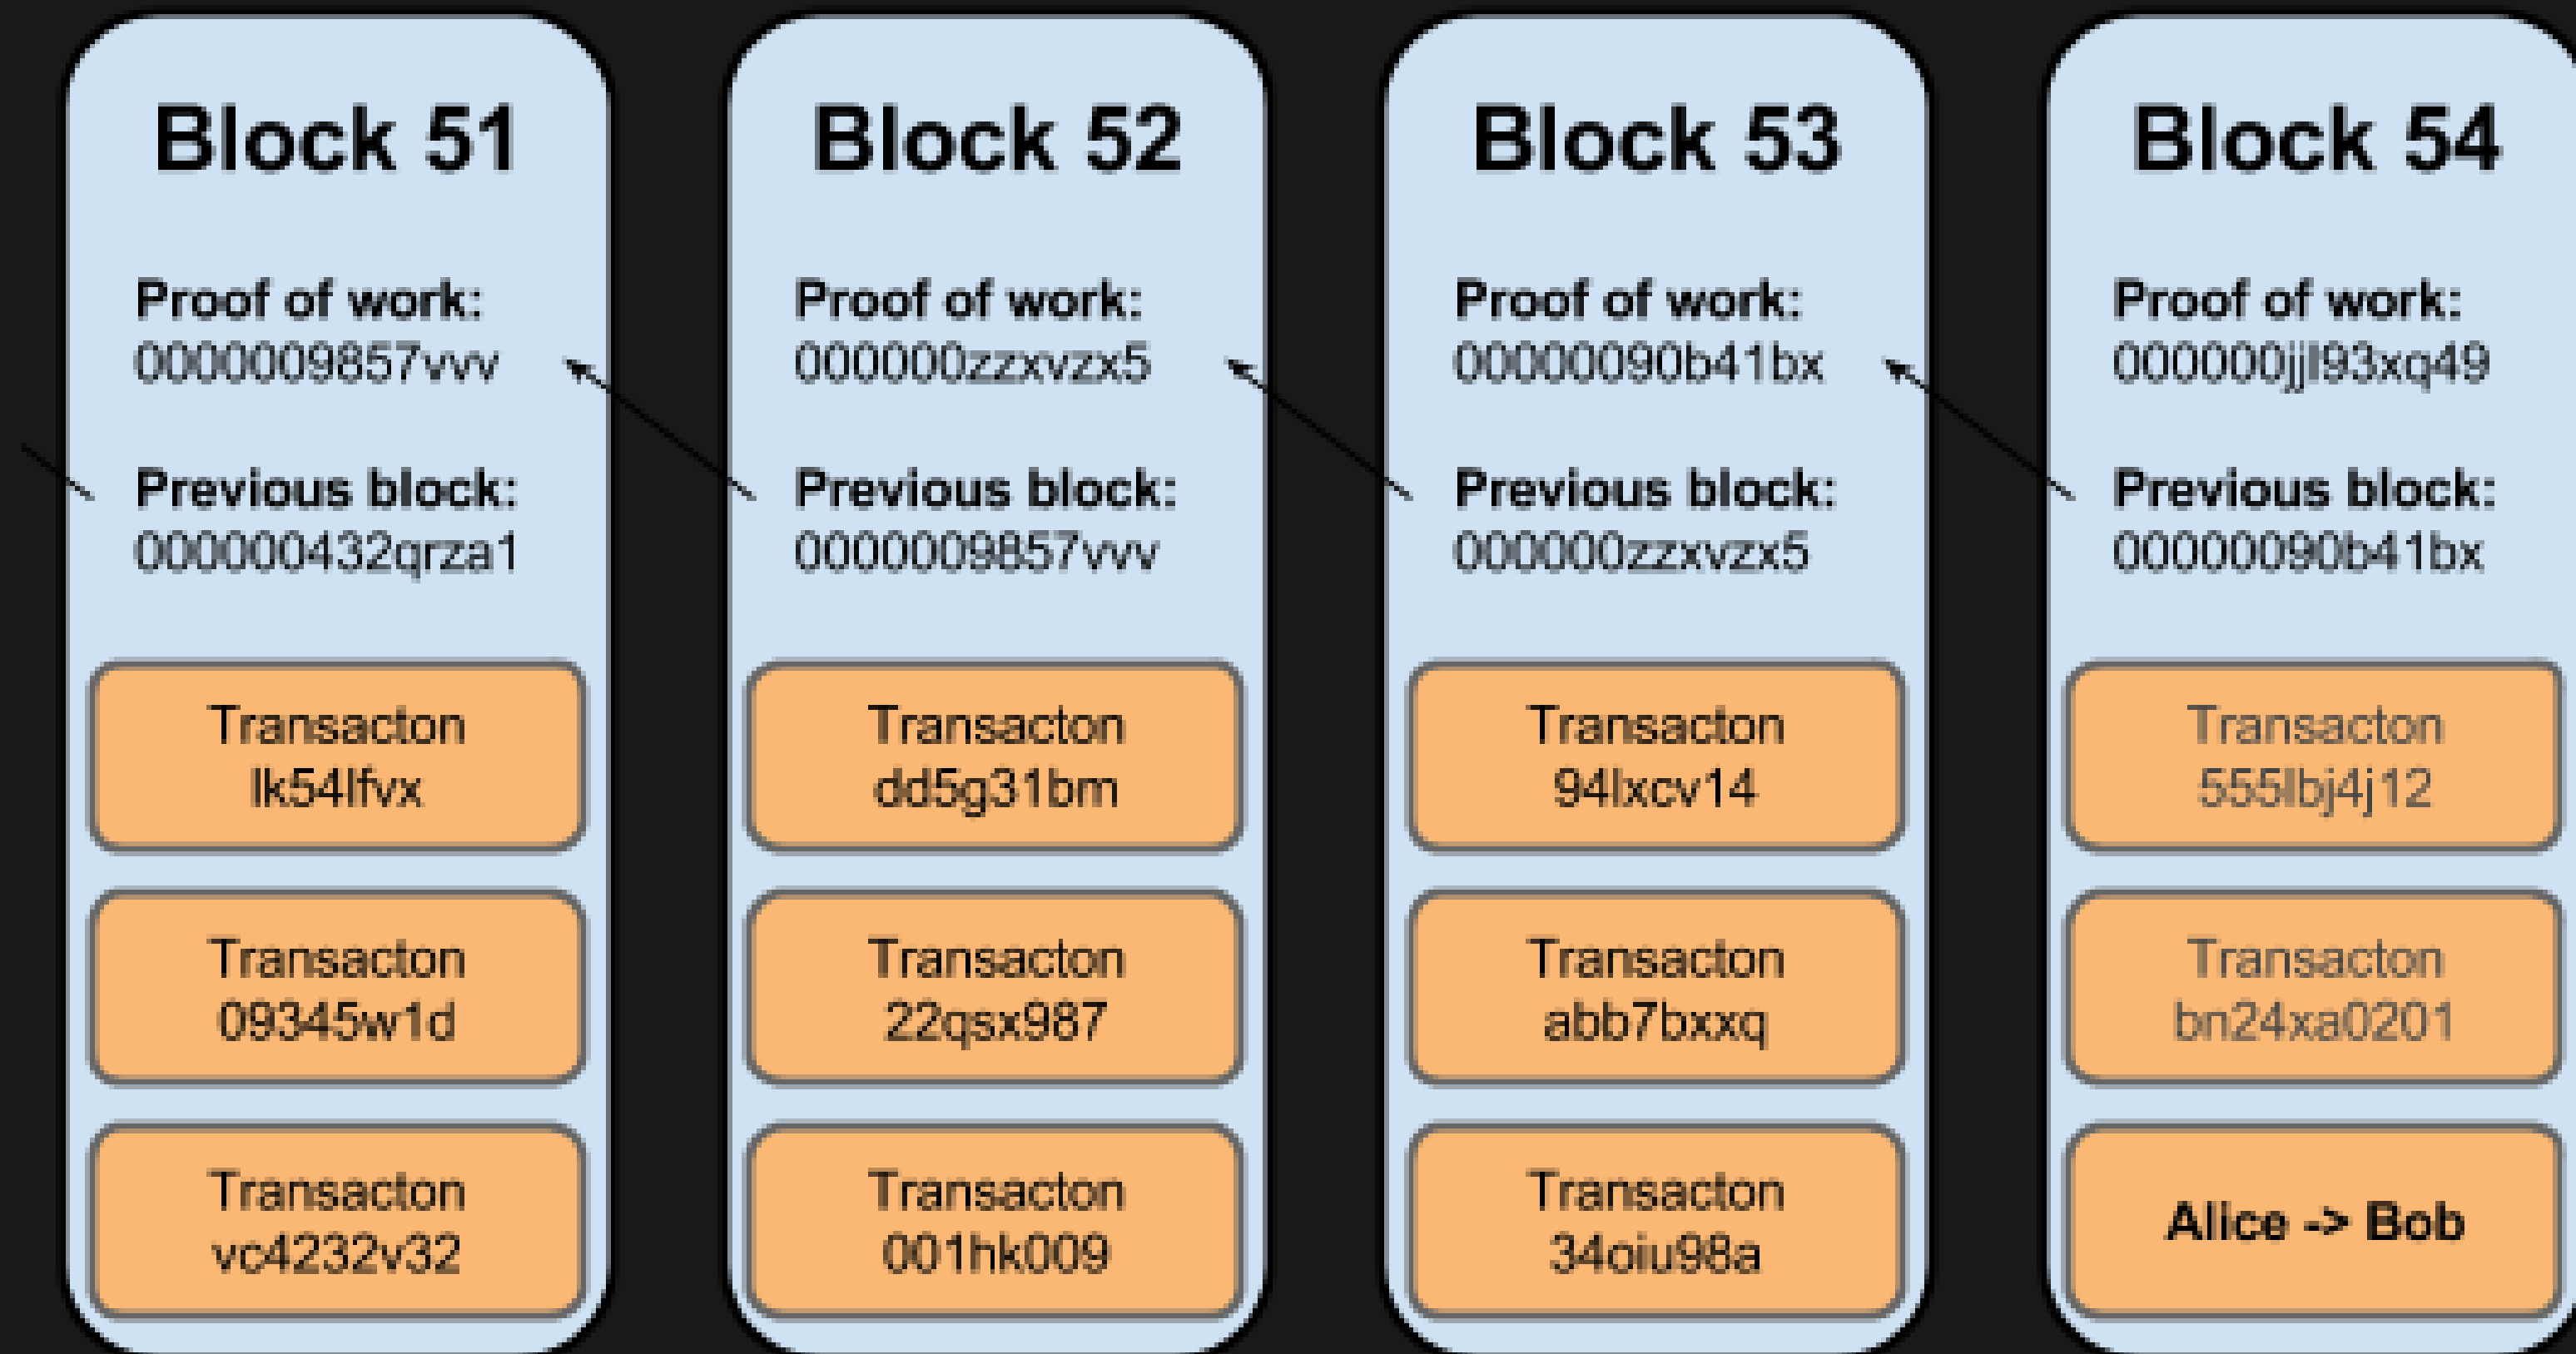 Block 51
Proof of work:
0000009857vvv
Previous block:
000000432qrza1
Transacton
lk54lfvx
Transacton
09345w1d
Transacton
vc4232v32
Block 52
Proof of work:
000000zzxvzx5
Previous block:
0000009857vvv
Transacton
dd5g31bm
Transacton
22qsx987
Transacton
001hk009
Block 53
Proof of work:
00000090b41bx
Previous block:
000000zzxvzx5
Transacton
94lxcv14
Transacton
abb7bxxq
Transacton
34oiu98a
Block 54
Proof of work:
000000jjl93xq49
Previous block:
00000090b41bx
Transacton
555lbj4j12
Transacton
bn24xa0201
Alice -> Bob